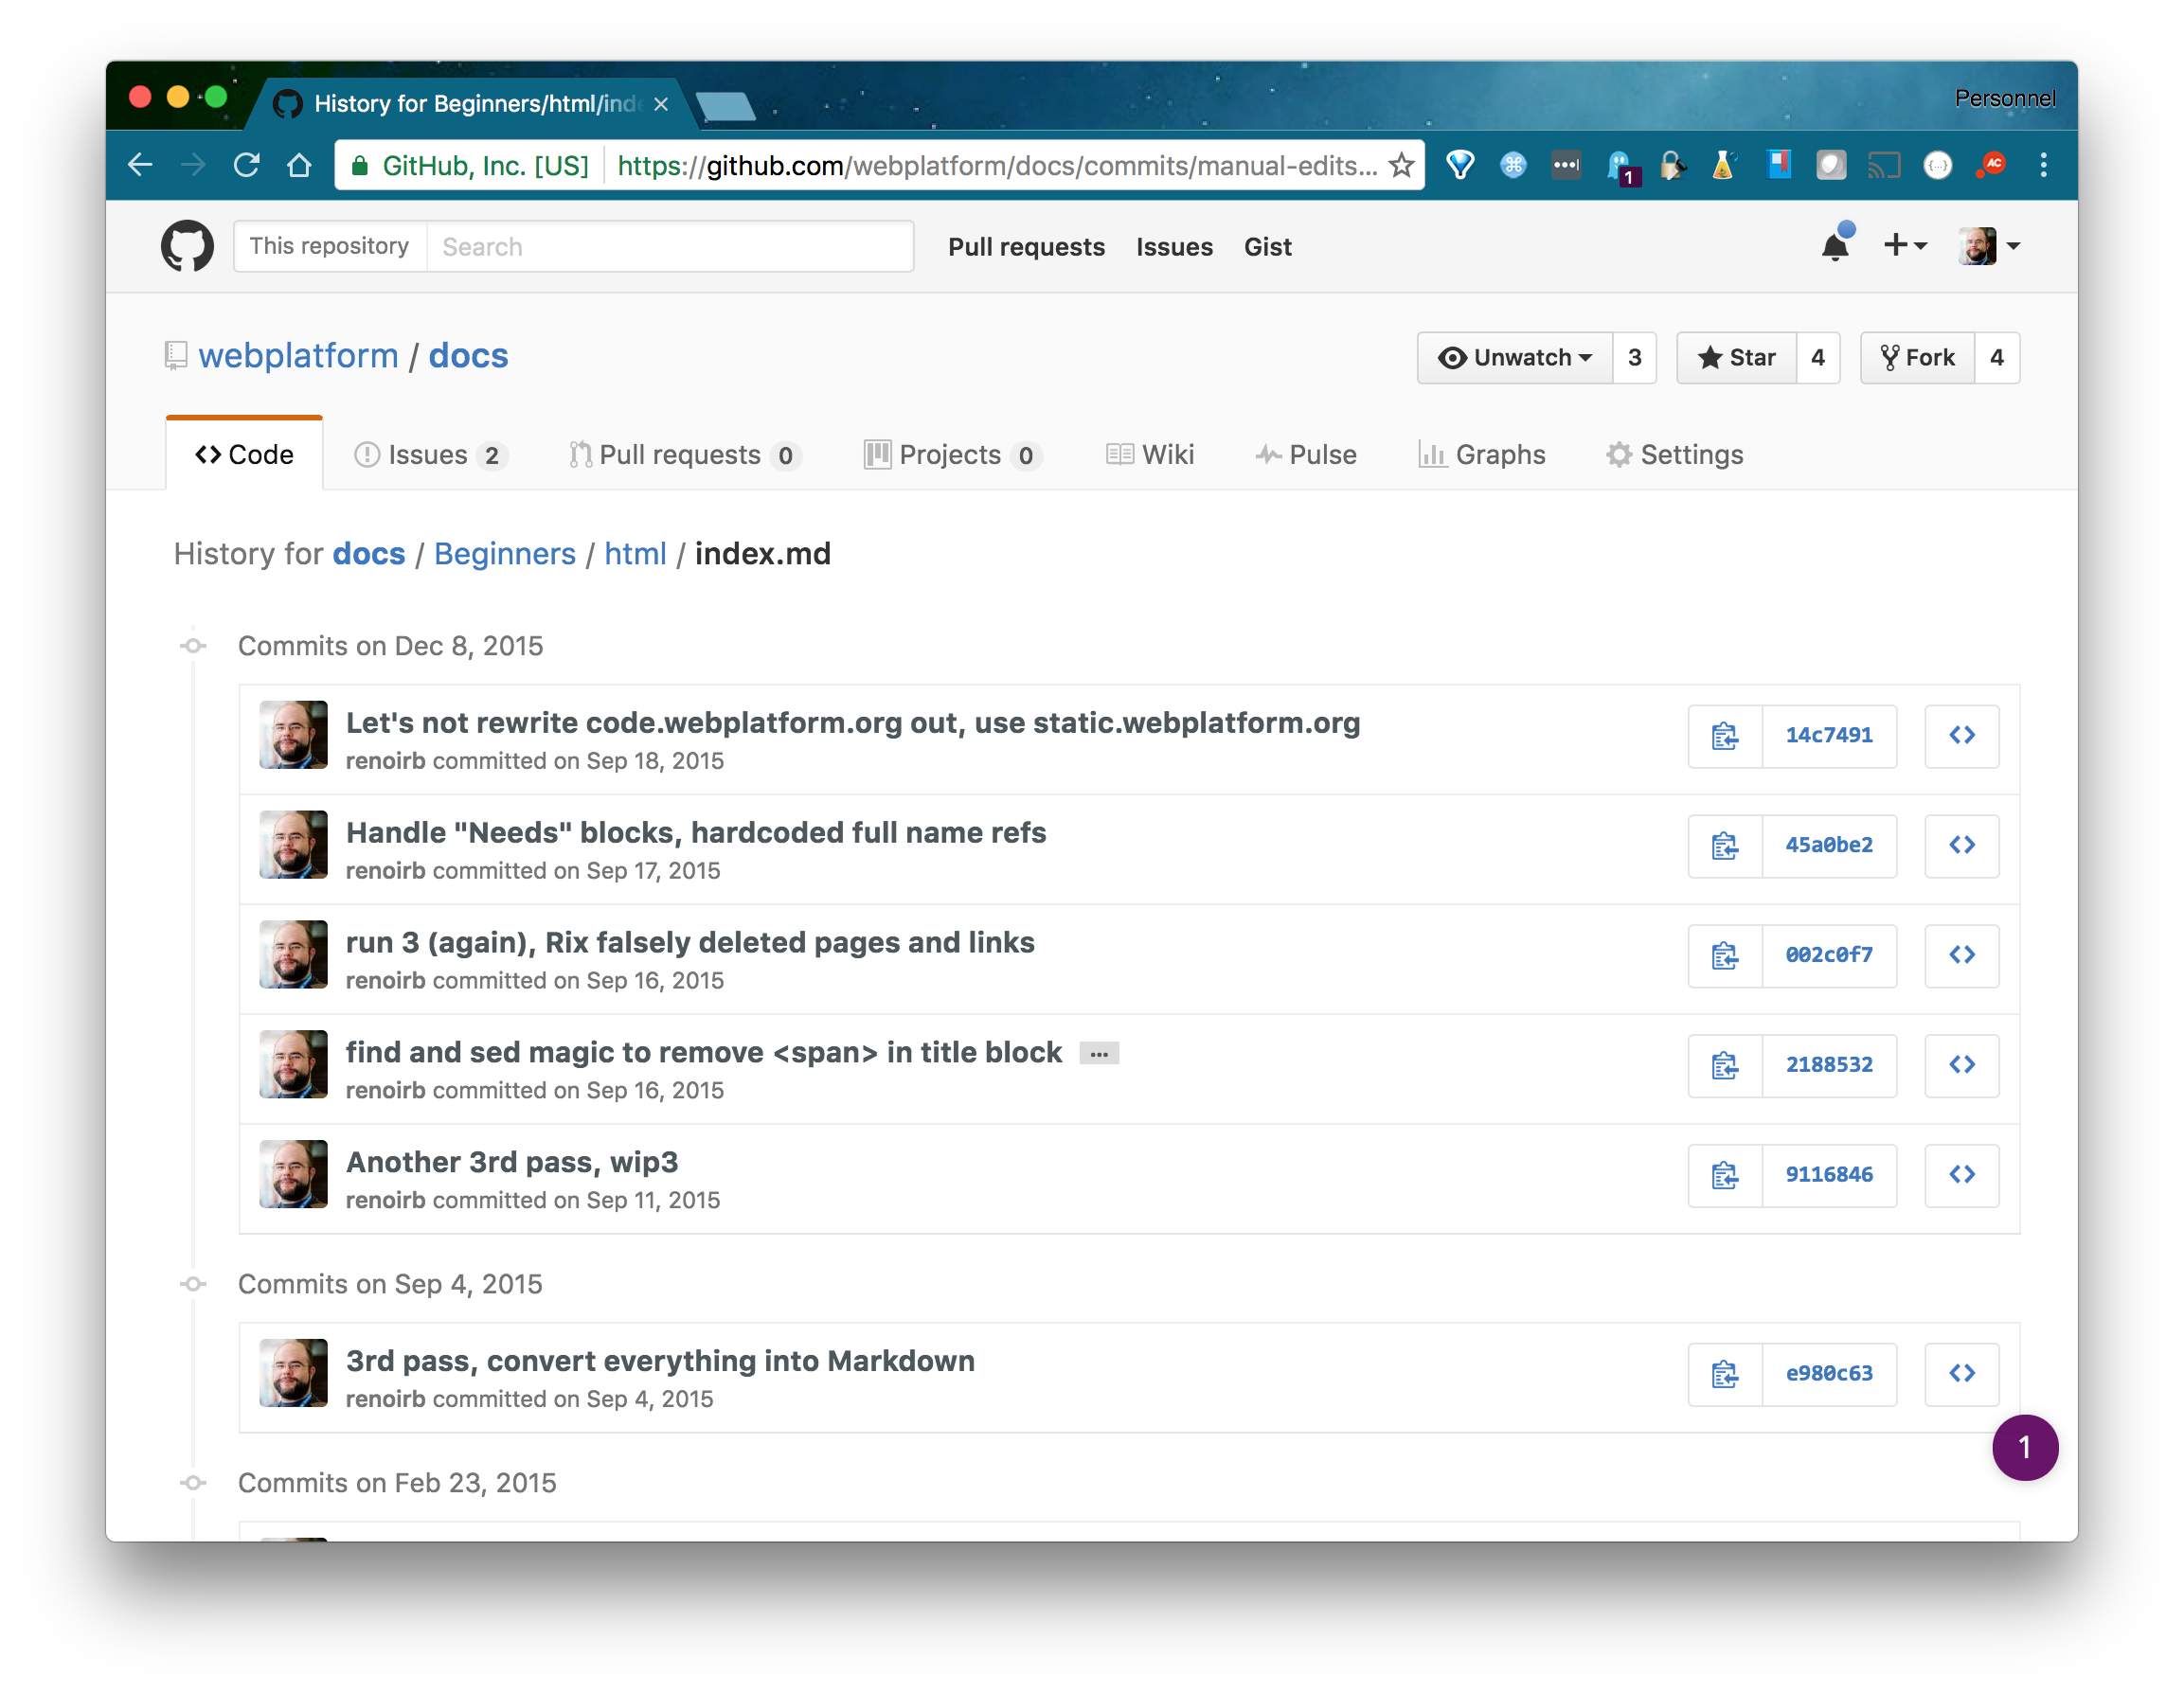 History for Beginners/html/inde
Personnel
GitHub, Inc. [US] https://github.com/webplatform/docs/commits/manual-edits...
1
This repository Search Pull requests Issues Gist
webplatform / docs
Unwatch 3 Star 4 Fork 4
Code Issues 2 Pull requests 0 Projects 0 Wiki Pulse Graphs Settings
History for docs / Beginners / html / index.md
Commits on Dec 8, 2015
Let's not rewrite code.webplatform.org out, use static.webplatform.org
renoirb committed on Sep 18, 2015
14c7491
Handle "Needs" blocks, hardcoded full name refs
renoirb committed on Sep 17, 2015
45a0be2
run 3 (again), Rix falsely deleted pages and links
renoirb committed on Sep 16, 2015
002c0f7
find and sed magic to remove <span> in title block ...
renoirb committed on Sep 16, 2015
2188532
Another 3rd pass, wip3
renoirb committed on Sep 11, 2015
9116846
Commits on Sep 4, 2015
3rd pass, convert everything into Markdown
renoirb committed on Sep 4, 2015
e980c63
1
Commits on Feb 23, 2015